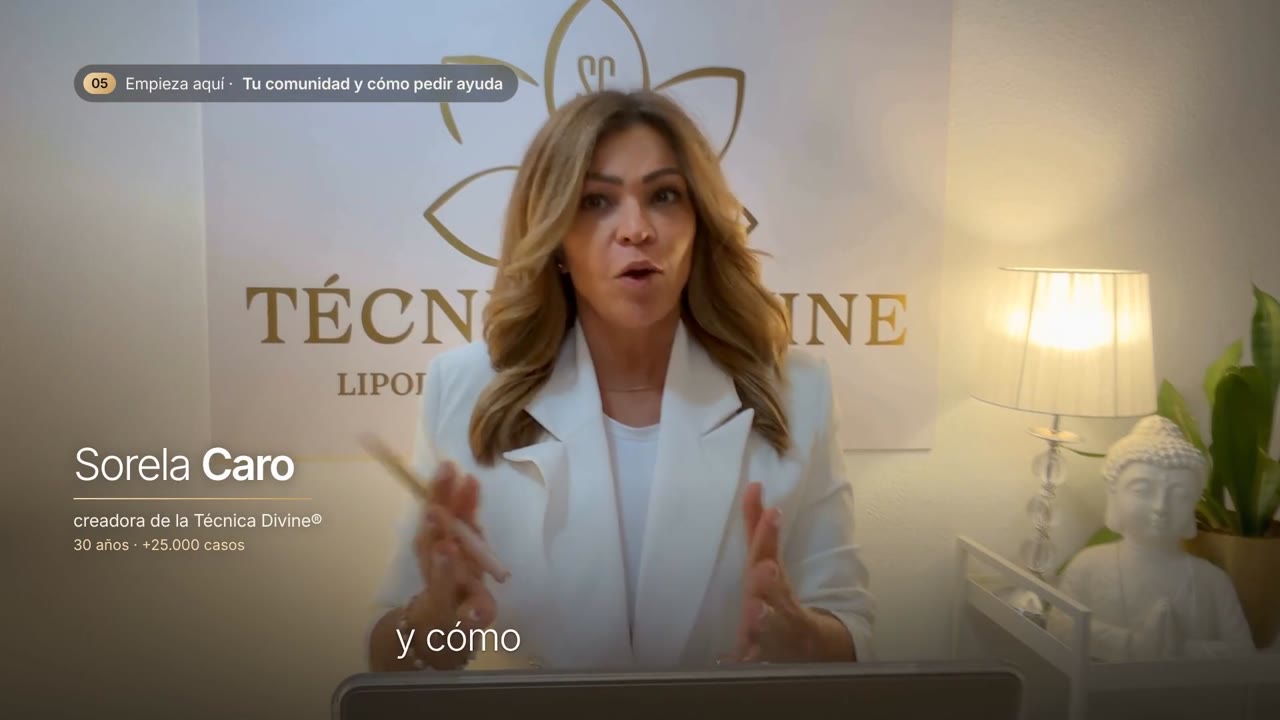 05 Empieza aquí · Tu comunidad y cómo pedir ayuda
SC
TÉCN INE
LIPO
Sorela Caro
creadora de la Técnica Divine®
30 años · +25.000 casos
y cómo